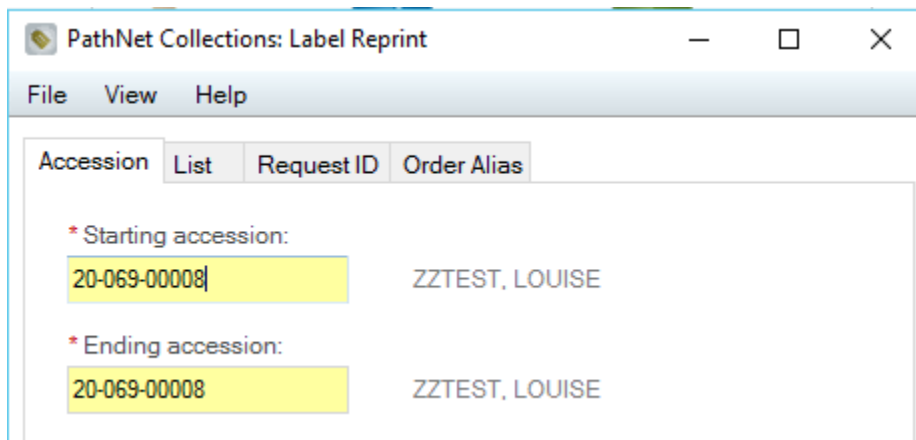 PathNet Collections: Label Reprint
File View Help
Accession List Request ID Order Alias
* Starting accession:
20-069-00008 ZZTEST, LOUISE
* Ending accession:
20-069-00008 ZZTEST, LOUISE